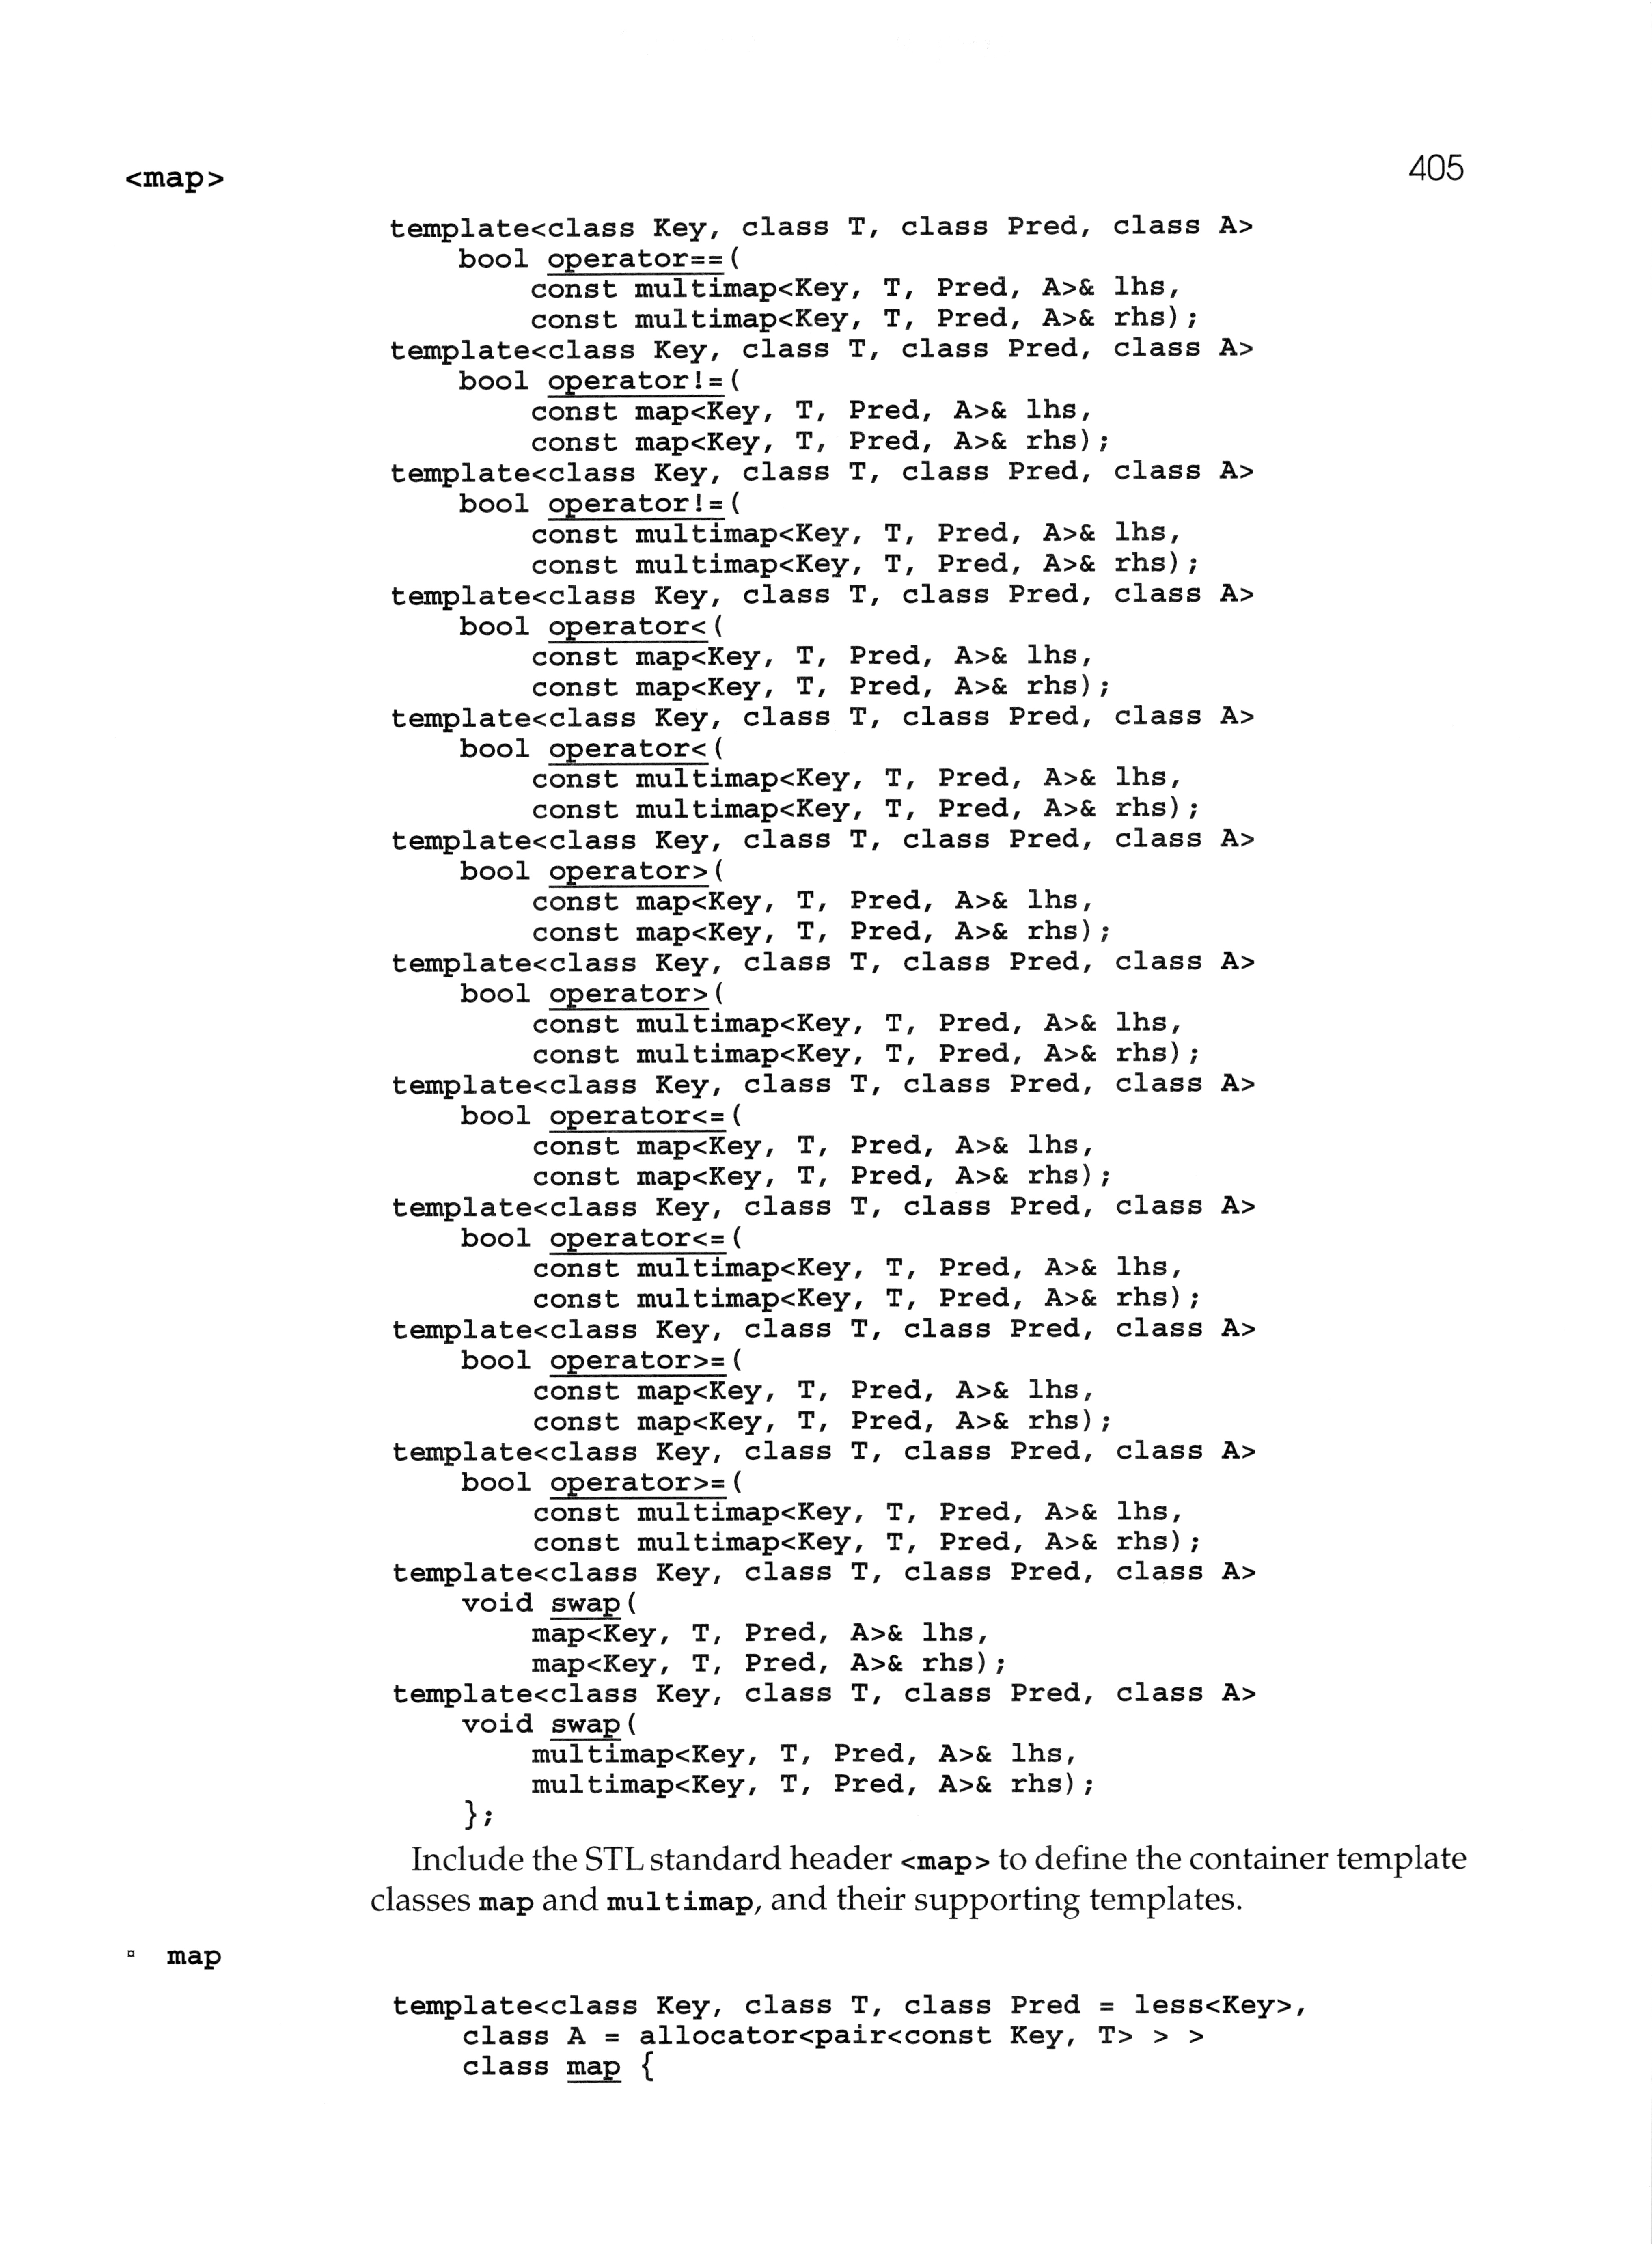 <map>
405
template<class Key, class T, class Pred, class A>
    bool operator==(
        const multimap<Key, T, Pred, A>& lhs,
        const multimap<Key, T, Pred, A>& rhs);
template<class Key, class T, class Pred, class A>
    bool operator!=(
        const map<Key, T, Pred, A>& lhs,
        const map<Key, T, Pred, A>& rhs);
template<class Key, class T, class Pred, class A>
    bool operator!=(
        const multimap<Key, T, Pred, A>& lhs,
        const multimap<Key, T, Pred, A>& rhs);
template<class Key, class T, class Pred, class A>
    bool operator<(
        const map<Key, T, Pred, A>& lhs,
        const map<Key, T, Pred, A>& rhs);
template<class Key, class T, class Pred, class A>
    bool operator<(
        const multimap<Key, T, Pred, A>& lhs,
        const multimap<Key, T, Pred, A>& rhs);
template<class Key, class T, class Pred, class A>
    bool operator>(
        const map<Key, T, Pred, A>& lhs,
        const map<Key, T, Pred, A>& rhs);
template<class Key, class T, class Pred, class A>
    bool operator>(
        const multimap<Key, T, Pred, A>& lhs,
        const multimap<Key, T, Pred, A>& rhs);
template<class Key, class T, class Pred, class A>
    bool operator<=(
        const map<Key, T, Pred, A>& lhs,
        const map<Key, T, Pred, A>& rhs);
template<class Key, class T, class Pred, class A>
    bool operator<=(
        const multimap<Key, T, Pred, A>& lhs,
        const multimap<Key, T, Pred, A>& rhs);
template<class Key, class T, class Pred, class A>
    bool operator>=(
        const map<Key, T, Pred, A>& lhs,
        const map<Key, T, Pred, A>& rhs);
template<class Key, class T, class Pred, class A>
    bool operator>=(
        const multimap<Key, T, Pred, A>& lhs,
        const multimap<Key, T, Pred, A>& rhs);
template<class Key, class T, class Pred, class A>
    void swap(
        map<Key, T, Pred, A>& lhs,
        map<Key, T, Pred, A>& rhs);
template<class Key, class T, class Pred, class A>
    void swap(
        multimap<Key, T, Pred, A>& lhs,
        multimap<Key, T, Pred, A>& rhs);
    };
Include the STL standard header <map> to define the container template
classes map and multimap, and their supporting templates.
¤ map
template<class Key, class T, class Pred = less<Key>,
    class A = allocator<pair<const Key, T> > >
    class map {